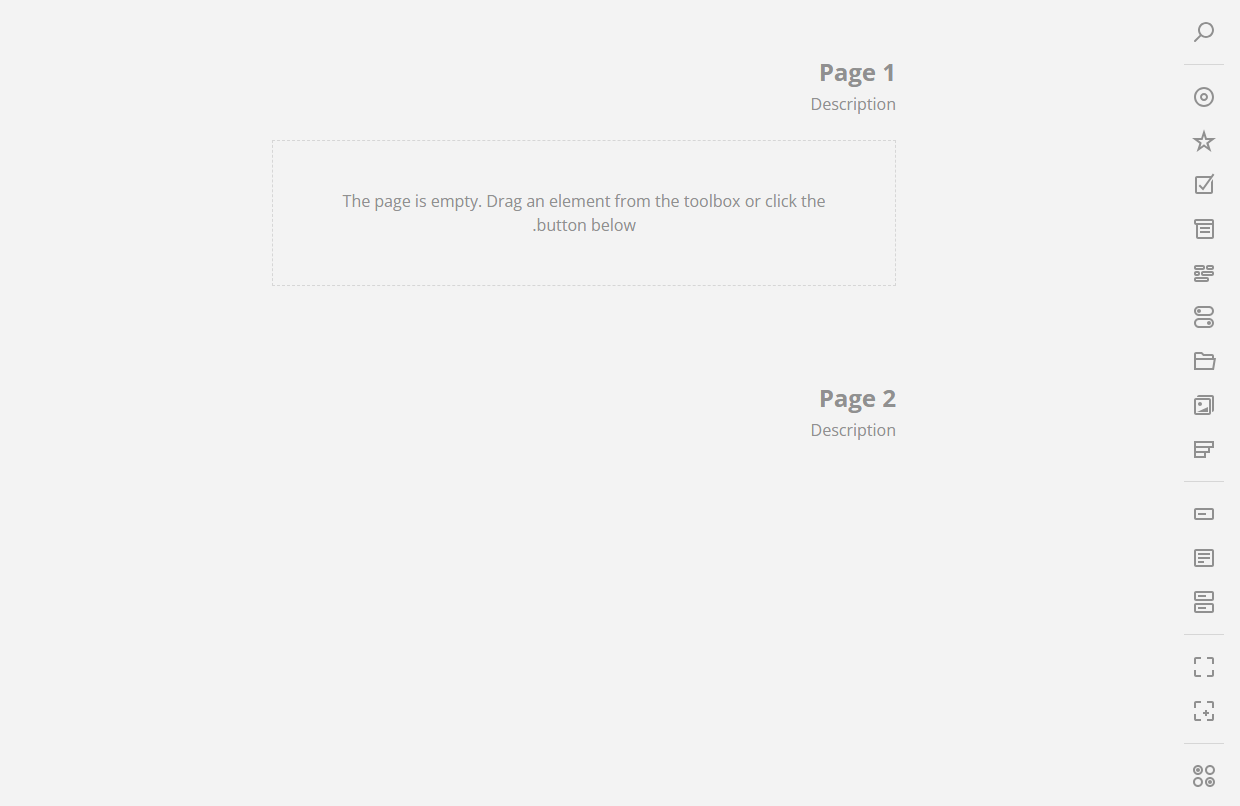 Page 1
Description
The page is empty. Drag an element from the toolbox or click the
.button below
Page 2
Description